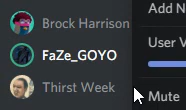 Brock Harrison
FaZe_GOYO
Thirst Week
Add N
User V
Mute